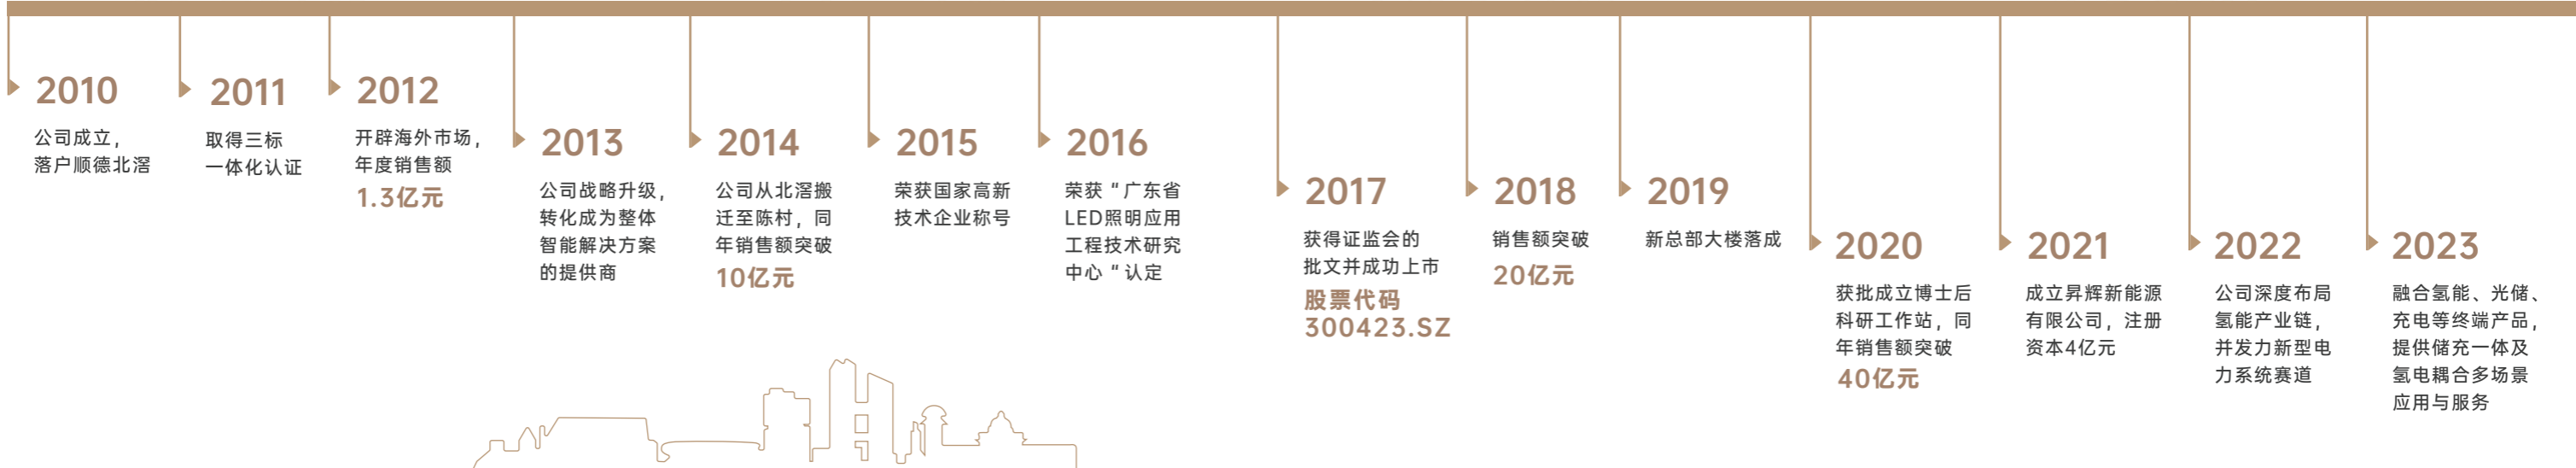 2010
公司成立，
落户顺德北滘
2011
取得三标
一体化认证
2012
开辟海外市场，
年度销售额
1.3亿元
2013
公司战略升级，
转化成为整体
智能解决方案
的提供商
2014
公司从北滘搬
迁至陈村，同
年销售额突破
10亿元
2015
荣获国家高新
技术企业称号
2016
荣获“广东省
LED照明应用
工程技术研究
中心“认定
2017
获得证监会的
批文并成功上市
股票代码
300423.SZ
2018
销售额突破
20亿元
2019
新总部大楼落成
2020
获批成立博士后
科研工作站，同
年销售额突破
40亿元
2021
成立昇辉新能源
有限公司，注册
资本4亿元
2022
公司深度布局
氢能产业链，
并发力新型电
力系统赛道
2023
融合氢能、光储、
充电等终端产品，
提供储充一体及
氢电耦合多场景
应用与服务